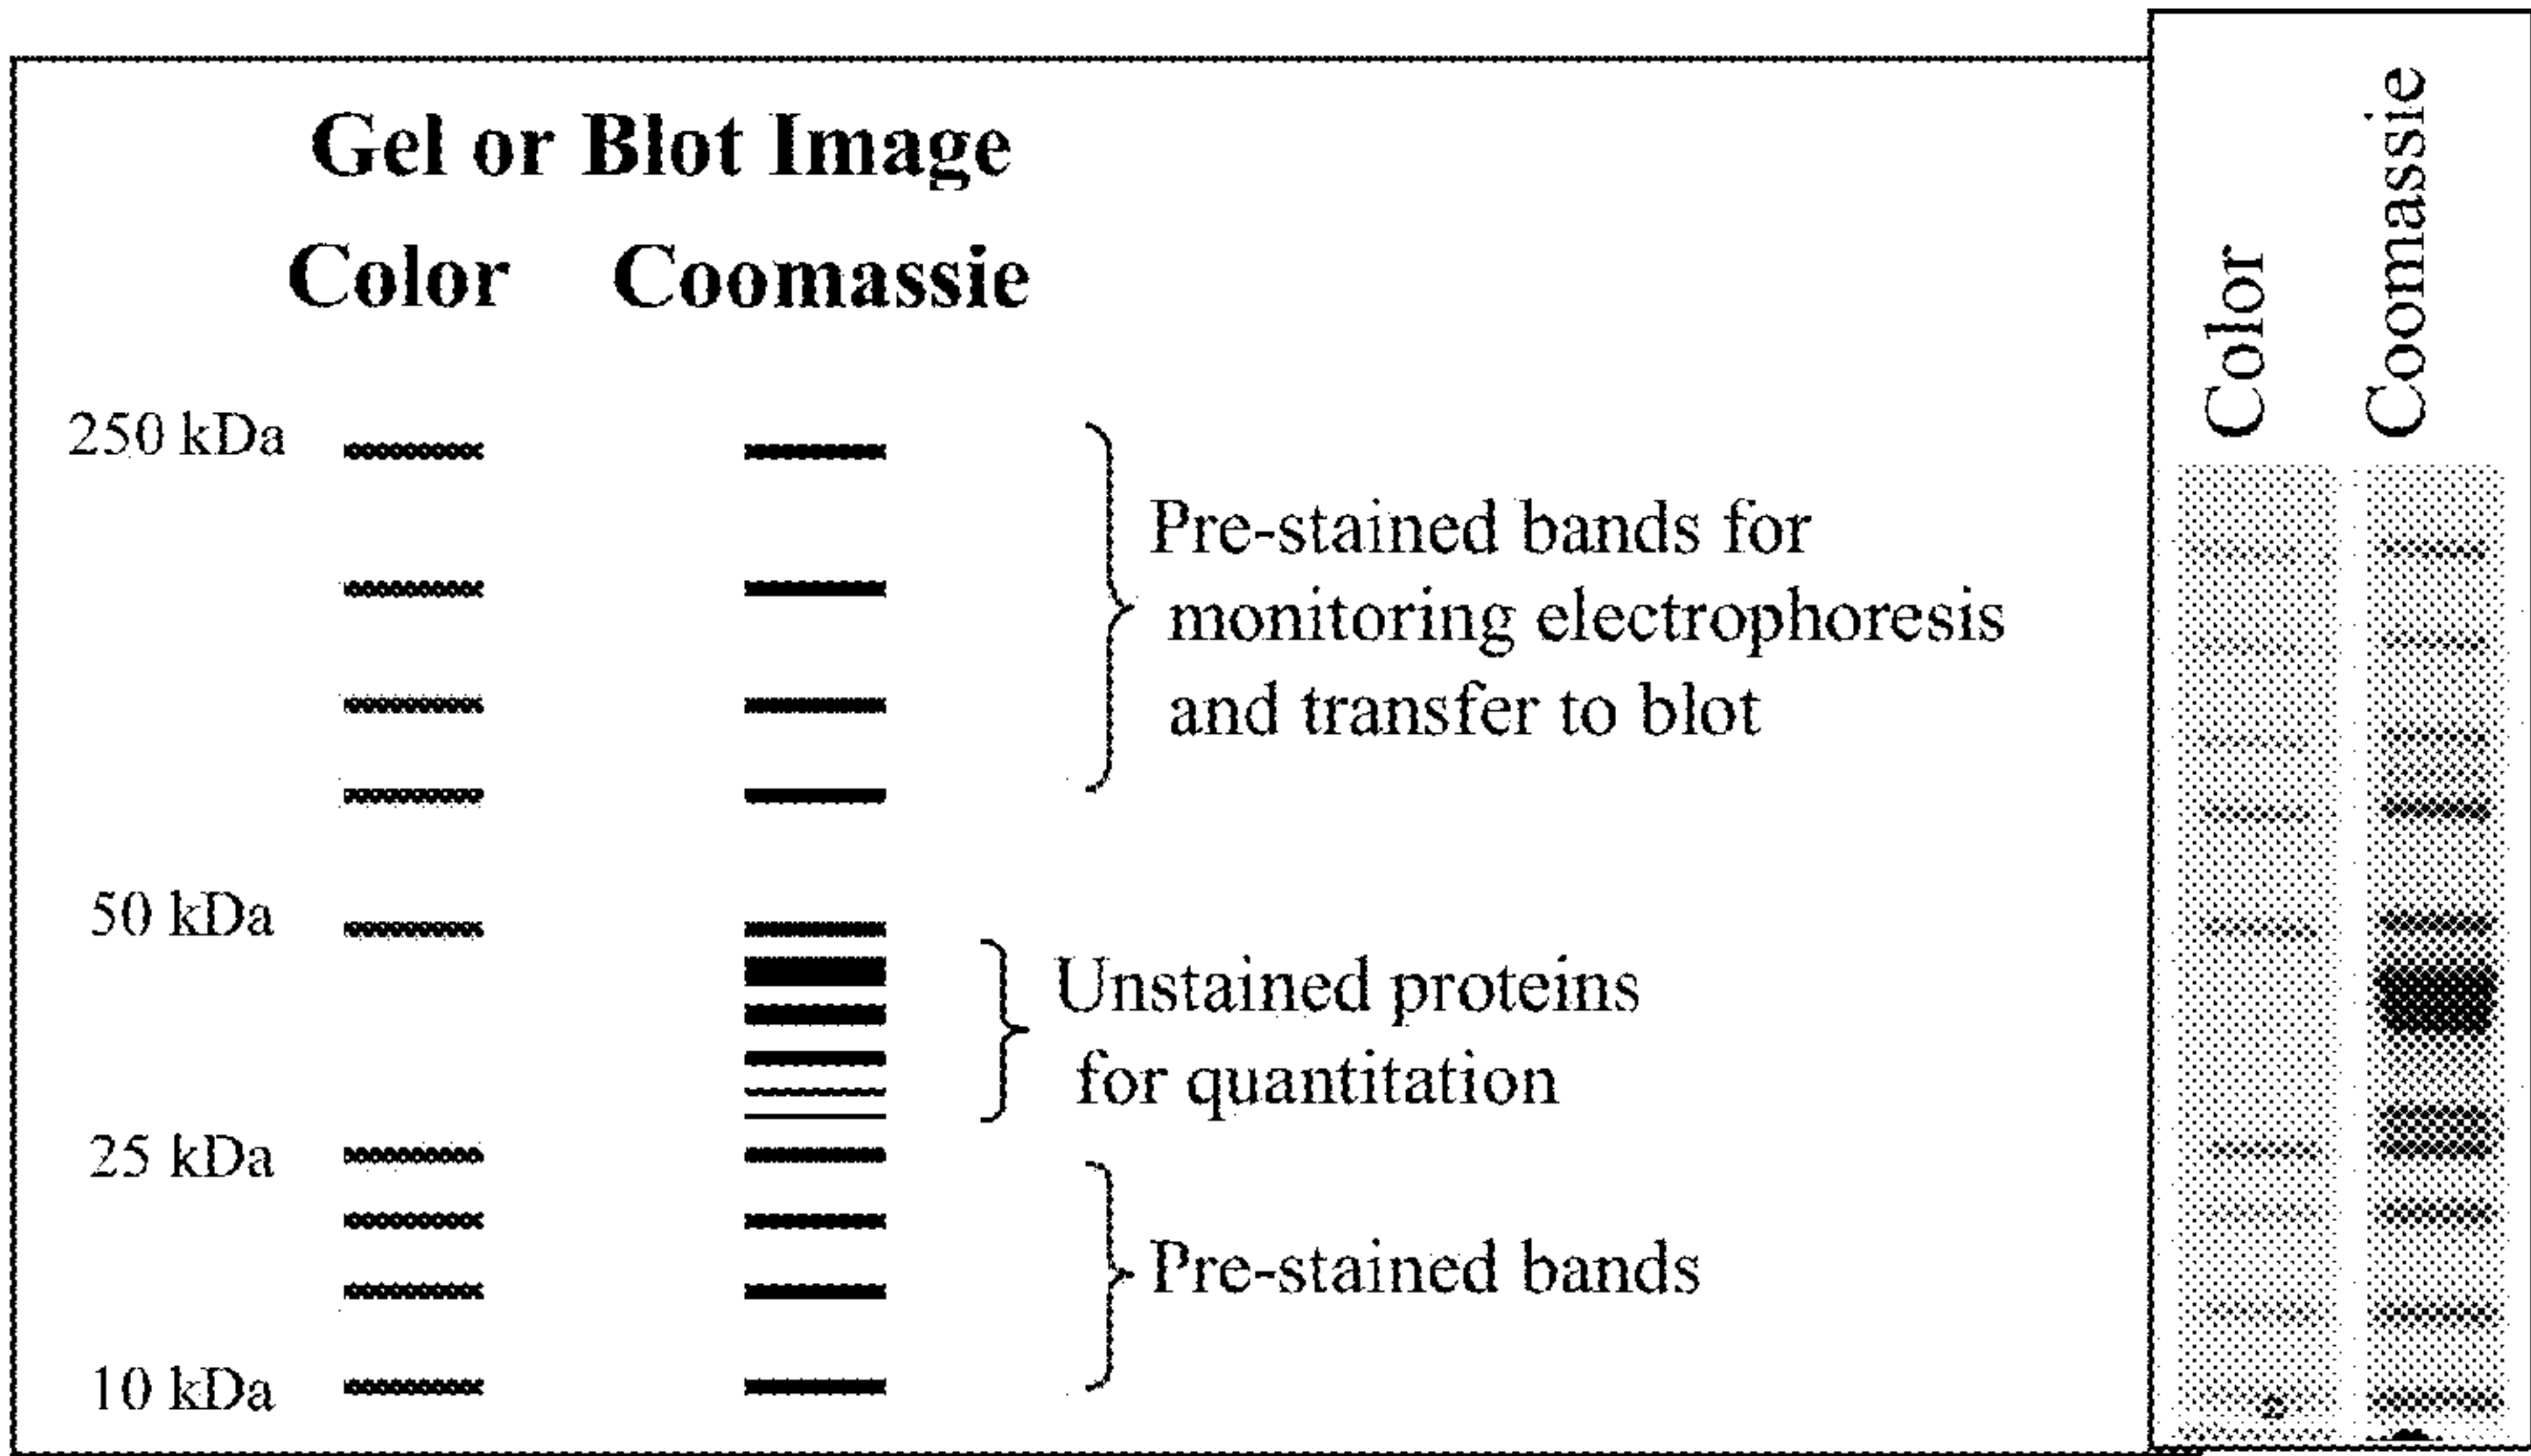 Gel or Blot Image
Color Coomassie
250 kDa
Pre-stained bands for
monitoring electrophoresis
and transfer to blot
50 kDa
Unstained proteins
for quantitation
25 kDa
Pre-stained bands
10 kDa
Color
Coomassie